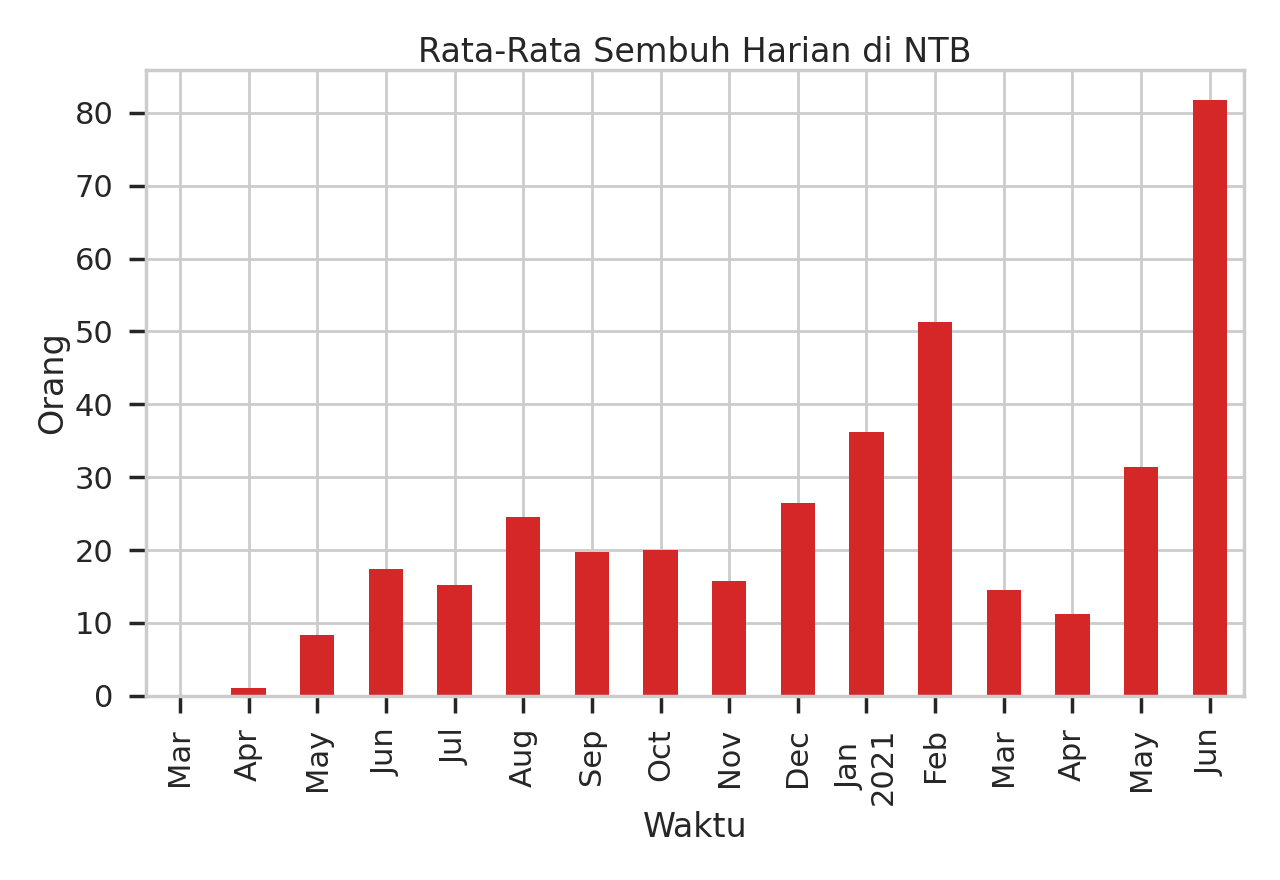 Rata-Rata Sembuh Harian di NTB
80
70
60
50
40
30
20
10
0
Orang
Mar
Apr
May
Jun
Jul
Aug
Sep
Oct
Nov
Dec
Jan
2021
Feb
Mar
Apr
May
Jun
Waktu